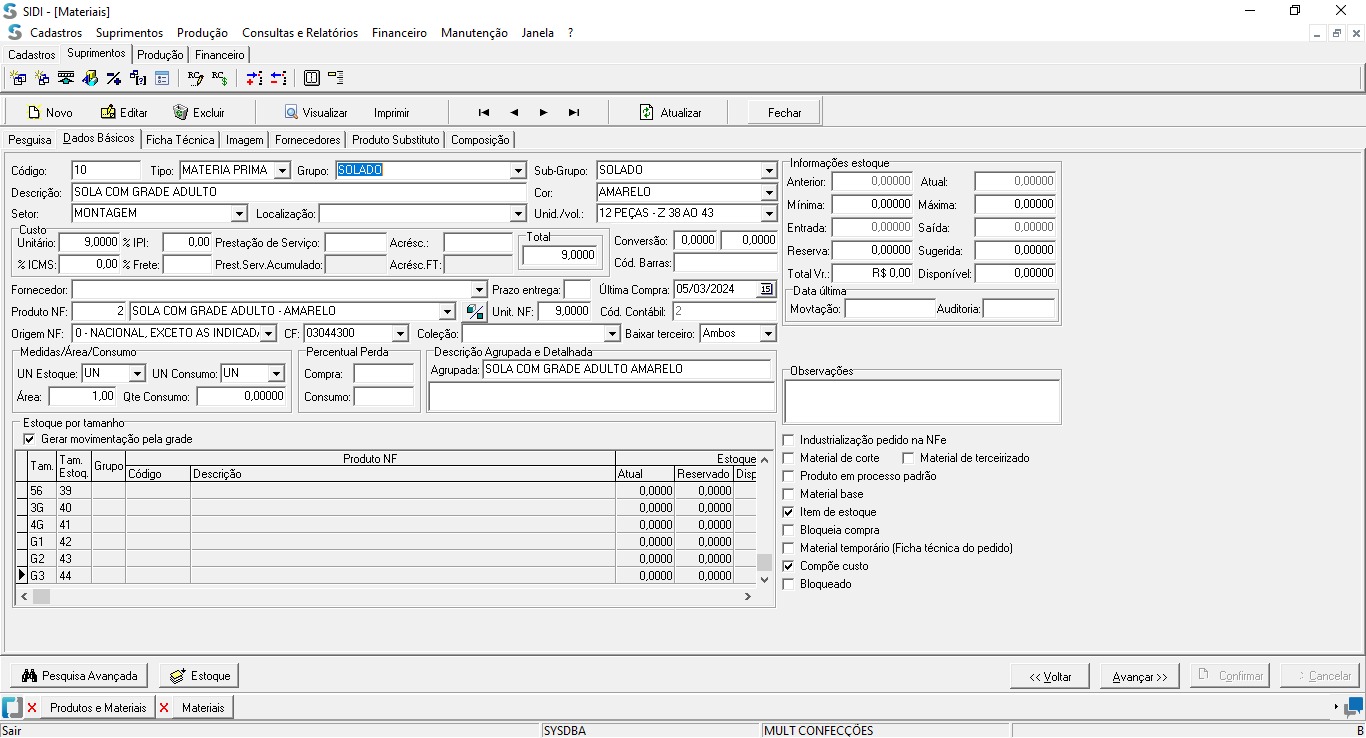 SIDI - [Materiais]
Cadastros Suprimentos Produção Consultas e Relatórios Financeiro Manutenção Janela ?
Cadastros Suprimentos Produção Financeiro
Novo Editar Excluir Visualizar Imprimir Atualizar Fechar
Pesquisa Dados Básicos Ficha Técnica Imagem Fornecedores Produto Substituto Composição
Código: 10 Tipo: MATERIA PRIMA Grupo: SOLADO Sub-Grupo: SOLADO
Descrição: SOLA COM GRADE ADULTO Cor: AMARELO
Setor: MONTAGEM Localização: Unid./vol.: 12 PEÇAS - Z 38 AO 43
Custo
Unitário: 9,0000 % IPI: 0,00 Prestação de Serviço: Acrésc.:
% ICMS: 0,00 % Frete: Prest.Serv.Acumulado: Acrésc.FT:
Total
9,0000
Conversão: 0,0000 0,0000
Cód. Barras:
Fornecedor: Prazo entrega: Última Compra: 05/03/2024 15
Produto NF: 2 SOLA COM GRADE ADULTO - AMARELO Unit. NF: 9,0000 Cód. Contábil: 2
Origem NF: 0 - NACIONAL, EXCETO AS INDICADA CF: 03044300 Coleção: Baixar terceiro: Ambos
Informações estoque
Anterior: 0,00000 Atual: 0,00000
Mínima: 0,00000 Máxima: 0,00000
Entrada: 0,00000 Saída: 0,00000
Reserva: 0,00000 Sugerida: 0,00000
Total Vr.: R$ 0,00 Disponível: 0,00000
Data última
Movtação: Auditoria:
Medidas/Área/Consumo
UN Estoque: UN UN Consumo: UN
Área: 1,00 Qte Consumo: 0,00000
Percentual Perda
Compra:
Consumo:
Descrição Agrupada e Detalhada
Agrupada: SOLA COM GRADE ADULTO AMARELO
Observações
Estoque por tamanho
Gerar movimentação pela grade
Produto NF Estoque
Tam. Tam. Estoq. Grupo Código Descrição Atual Reservado Disp
56 39 0,0000 0,0000
3G 40 0,0000 0,0000
4G 41 0,0000 0,0000
G1 42 0,0000 0,0000
G2 43 0,0000 0,0000
G3 44 0,0000 0,0000
Industrialização pedido na NFe
Material de corte Material de terceirizado
Produto em processo padrão
Material base
Item de estoque
Bloqueia compra
Material temporário (Ficha técnica do pedido)
Compõe custo
Bloqueado
Pesquisa Avançada Estoque << Voltar Avançar >> Confirmar Cancelar
Produtos e Materiais Materiais
Sair SYSDBA MULT CONFECÇÕES B